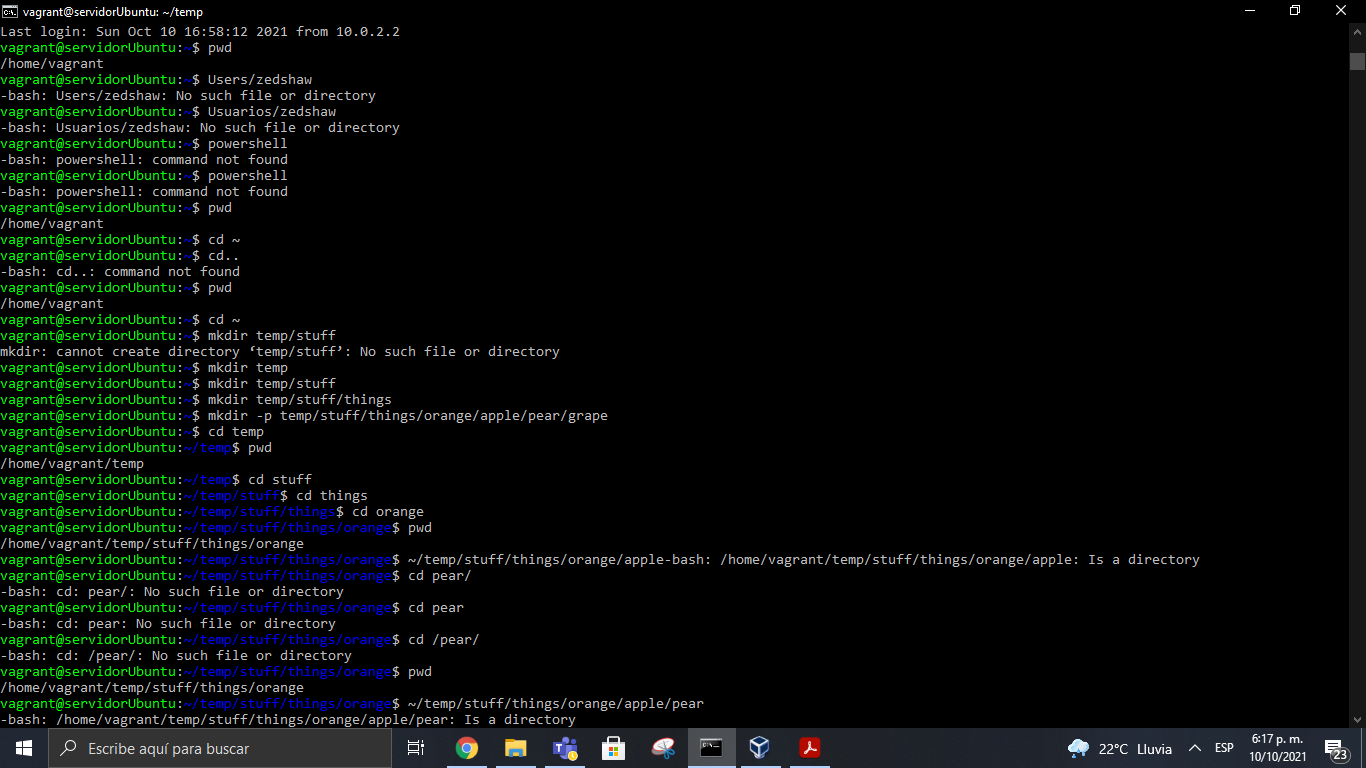 vagrant@servidorUbuntu: ~/temp
Last login: Sun Oct 10 16:58:12 2021 from 10.0.2.2
vagrant@servidorUbuntu:~$ pwd
/home/vagrant
vagrant@servidorUbuntu:~$ Users/zedshaw
-bash: Users/zedshaw: No such file or directory
vagrant@servidorUbuntu:~$ Usuarios/zedshaw
-bash: Usuarios/zedshaw: No such file or directory
vagrant@servidorUbuntu:~$ powershell
-bash: powershell: command not found
vagrant@servidorUbuntu:~$ powershell
-bash: powershell: command not found
vagrant@servidorUbuntu:~$ pwd
/home/vagrant
vagrant@servidorUbuntu:~$ cd ~
vagrant@servidorUbuntu:~$ cd..
-bash: cd..: command not found
vagrant@servidorUbuntu:~$ pwd
/home/vagrant
vagrant@servidorUbuntu:~$ cd ~
vagrant@servidorUbuntu:~$ mkdir temp/stuff
mkdir: cannot create directory ‘temp/stuff’: No such file or directory
vagrant@servidorUbuntu:~$ mkdir temp
vagrant@servidorUbuntu:~$ mkdir temp/stuff
vagrant@servidorUbuntu:~$ mkdir temp/stuff/things
vagrant@servidorUbuntu:~$ mkdir -p temp/stuff/things/orange/apple/pear/grape
vagrant@servidorUbuntu:~$ cd temp
vagrant@servidorUbuntu:~/temp$ pwd
/home/vagrant/temp
vagrant@servidorUbuntu:~/temp$ cd stuff
vagrant@servidorUbuntu:~/temp/stuff$ cd things
vagrant@servidorUbuntu:~/temp/stuff/things$ cd orange
vagrant@servidorUbuntu:~/temp/stuff/things/orange$ pwd
/home/vagrant/temp/stuff/things/orange
vagrant@servidorUbuntu:~/temp/stuff/things/orange$ ~/temp/stuff/things/orange/apple-bash: /home/vagrant/temp/stuff/things/orange/apple: Is a directory
vagrant@servidorUbuntu:~/temp/stuff/things/orange$ cd pear/
-bash: cd: pear/: No such file or directory
vagrant@servidorUbuntu:~/temp/stuff/things/orange$ cd pear
-bash: cd: pear: No such file or directory
vagrant@servidorUbuntu:~/temp/stuff/things/orange$ cd /pear/
-bash: cd: /pear/: No such file or directory
vagrant@servidorUbuntu:~/temp/stuff/things/orange$ pwd
/home/vagrant/temp/stuff/things/orange
vagrant@servidorUbuntu:~/temp/stuff/things/orange$ ~/temp/stuff/things/orange/apple/pear
-bash: /home/vagrant/temp/stuff/things/orange/apple/pear: Is a directory
Escribe aquí para buscar
22°C Lluvia
ESP
6:17 p. m.
10/10/2021
23